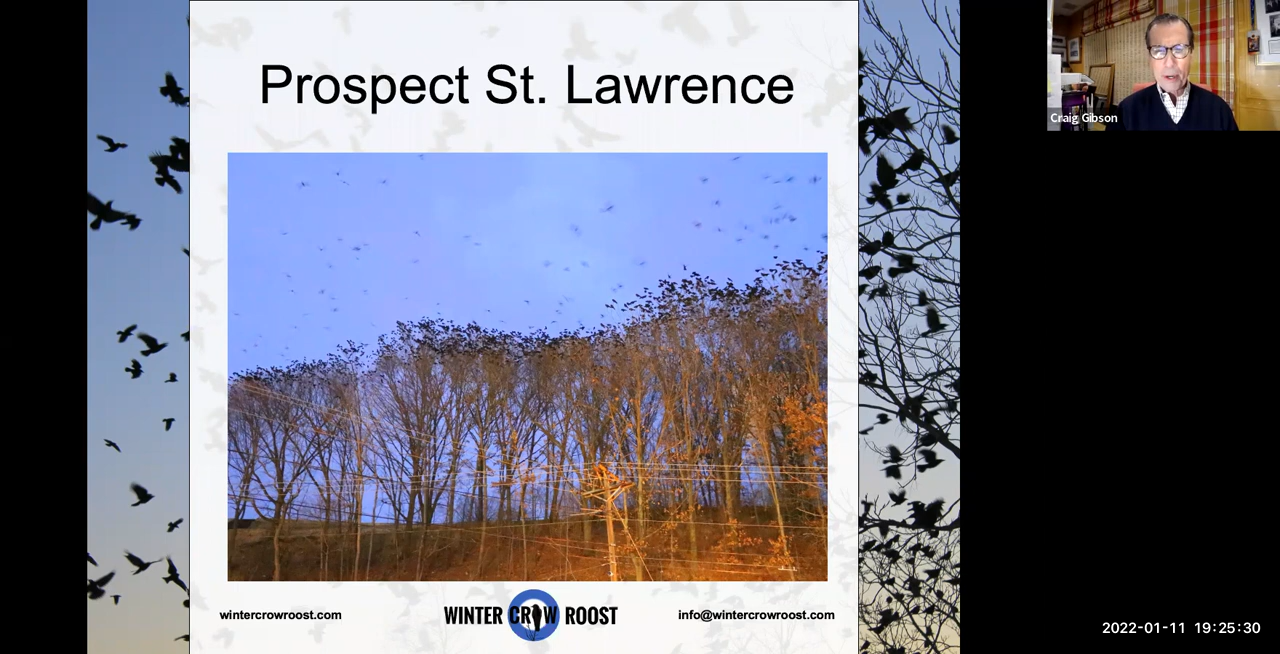 Prospect St. Lawrence
Craig Gibson
wintercrowroost.com
WINTER CROW ROOST
info@wintercrowroost.com
2022-01-11 19:25:30